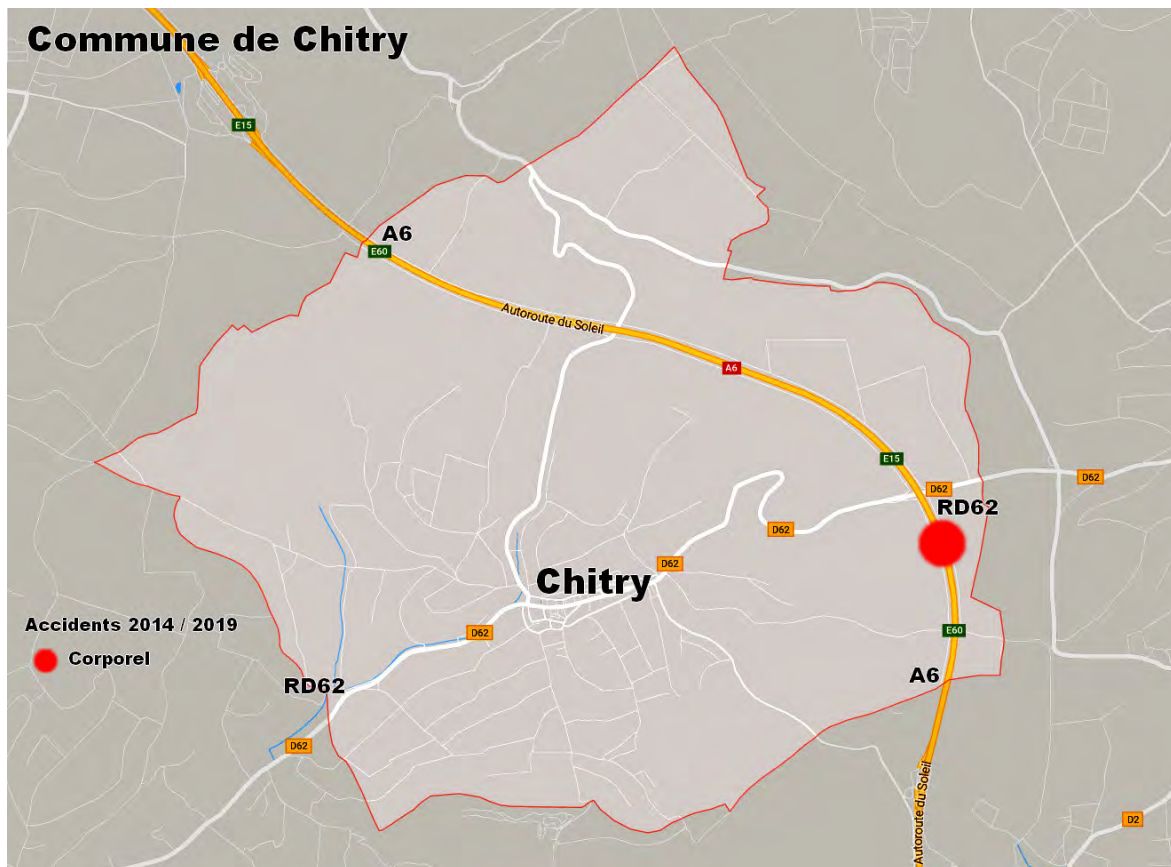 Commune de Chitry
E15
A6
E60
Autoroute du Soleil
A6
E15
D62
D62
RD62
D62
D62
Chitry
Accidents 2014 / 2019
D62
E60
Corporel
A6
RD62
D62
Autoroute du Soleil
D2